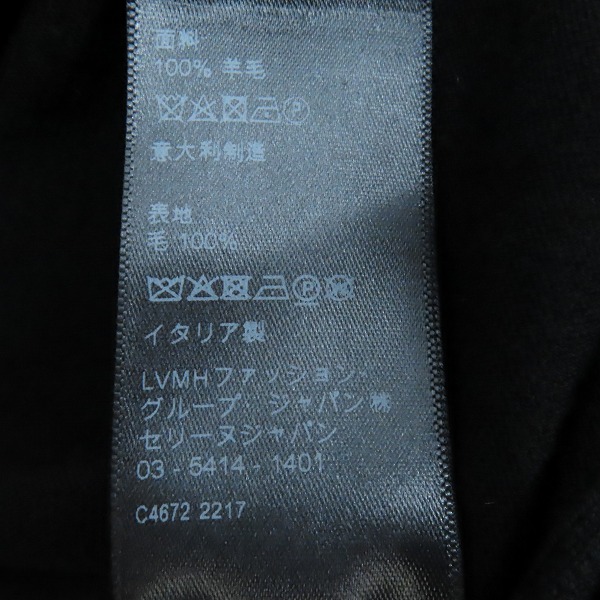 面料
100% 羊毛
意大利制造
表地
毛 100%
イタリア製
LVMHファッション・
グループ・ジャパン㈱
セリーヌジャパン
03 - 5414 - 1401
C4672 2217